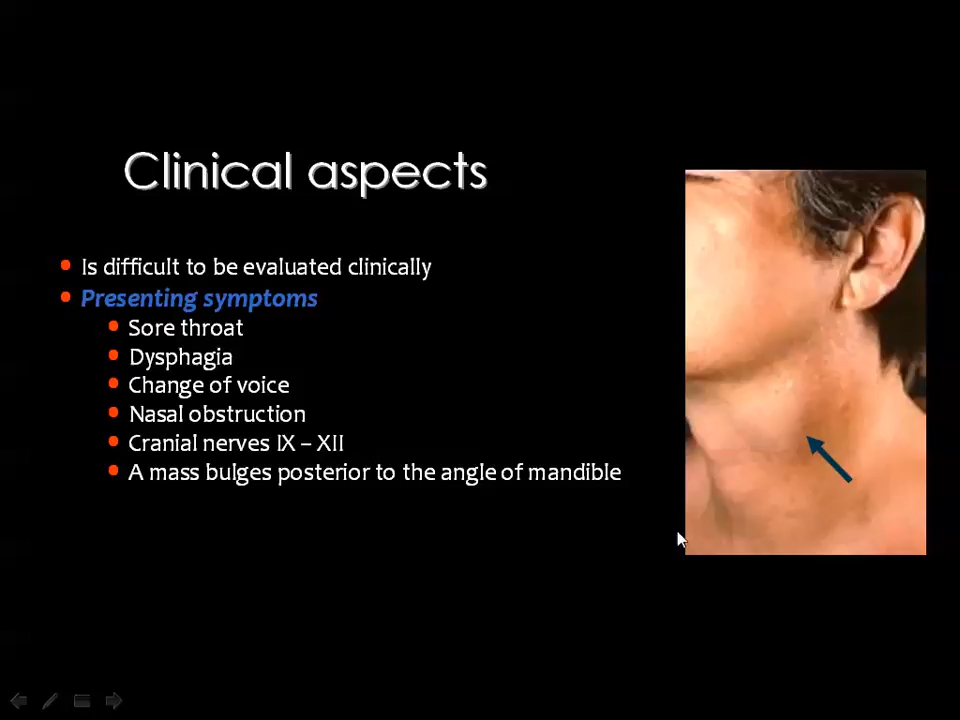 Clinical aspects
Is difficult to be evaluated clinically
Presenting symptoms
Sore throat
Dysphagia
Change of voice
Nasal obstruction
Cranial nerves IX – XII
A mass bulges posterior to the angle of mandible